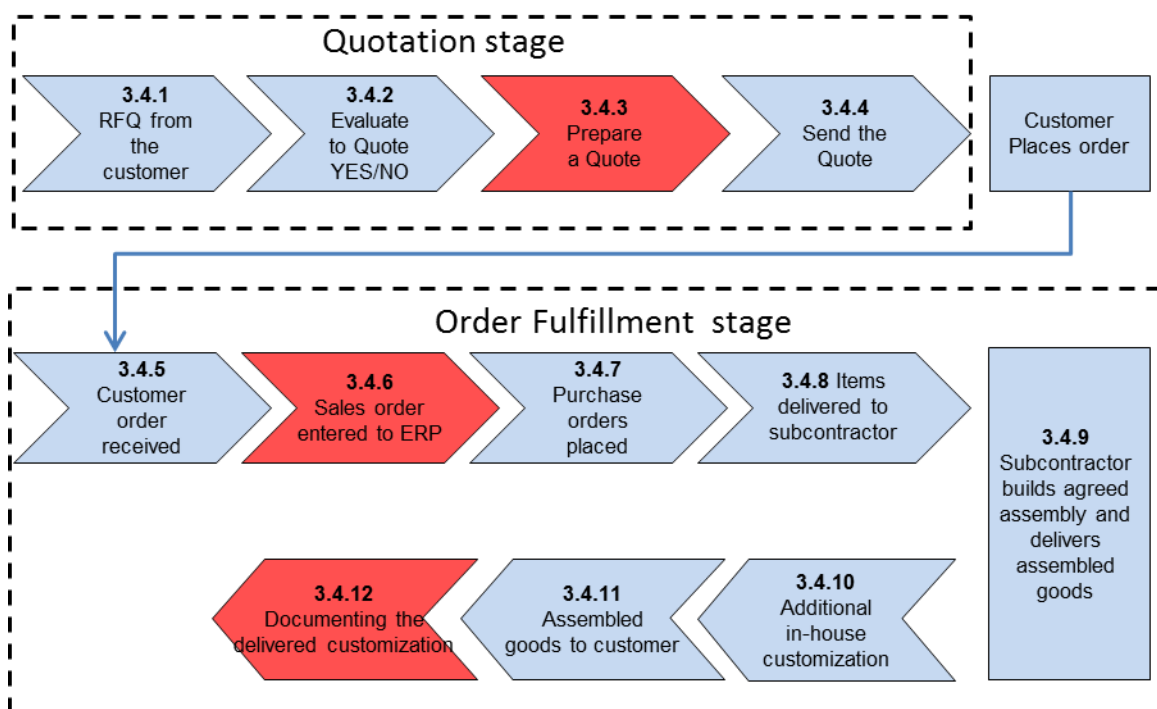 Quotation stage
3.4.1
RFQ from
the
customer
3.4.2
Evaluate
to Quote
YES/NO
3.4.3
Prepare
a Quote
3.4.4
Send the
Quote
Customer
Places order
Order Fulfillment stage
3.4.5
Customer
order
received
3.4.6
Sales order
entered to ERP
3.4.7
Purchase
orders
placed
3.4.8 Items
delivered to
subcontractor
3.4.9
Subcontractor
builds agreed
assembly and
delivers
assembled
goods
3.4.10
Additional
in-house
customization
3.4.11
Assembled
goods to customer
3.4.12
Documenting the
delivered customization